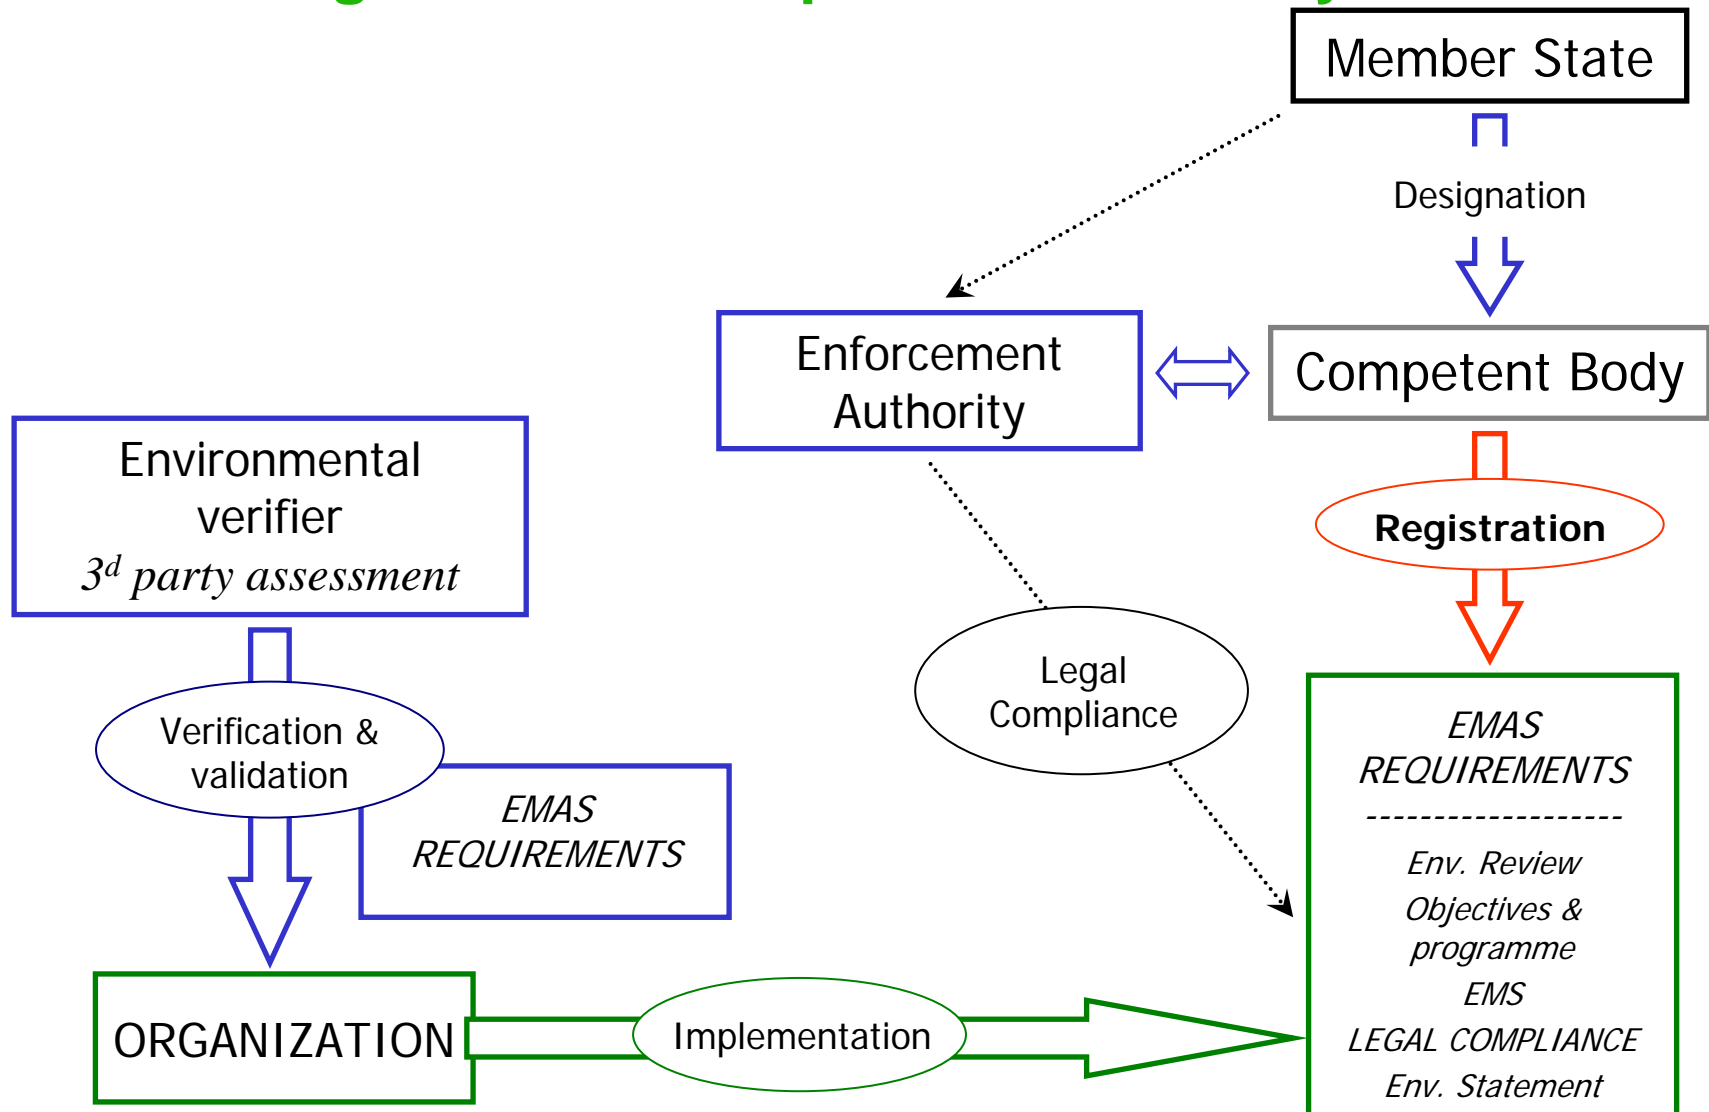 Member State
Designation
Enforcement
Authority
Competent Body
Environmental
verifier
3d party assessment
Registration
Legal
Compliance
Verification &
validation
EMAS
REQUIREMENTS
EMAS
REQUIREMENTS
-------------------
Env. Review
Objectives &
programme
EMS
LEGAL COMPLIANCE
Env. Statement
ORGANIZATION
Implementation